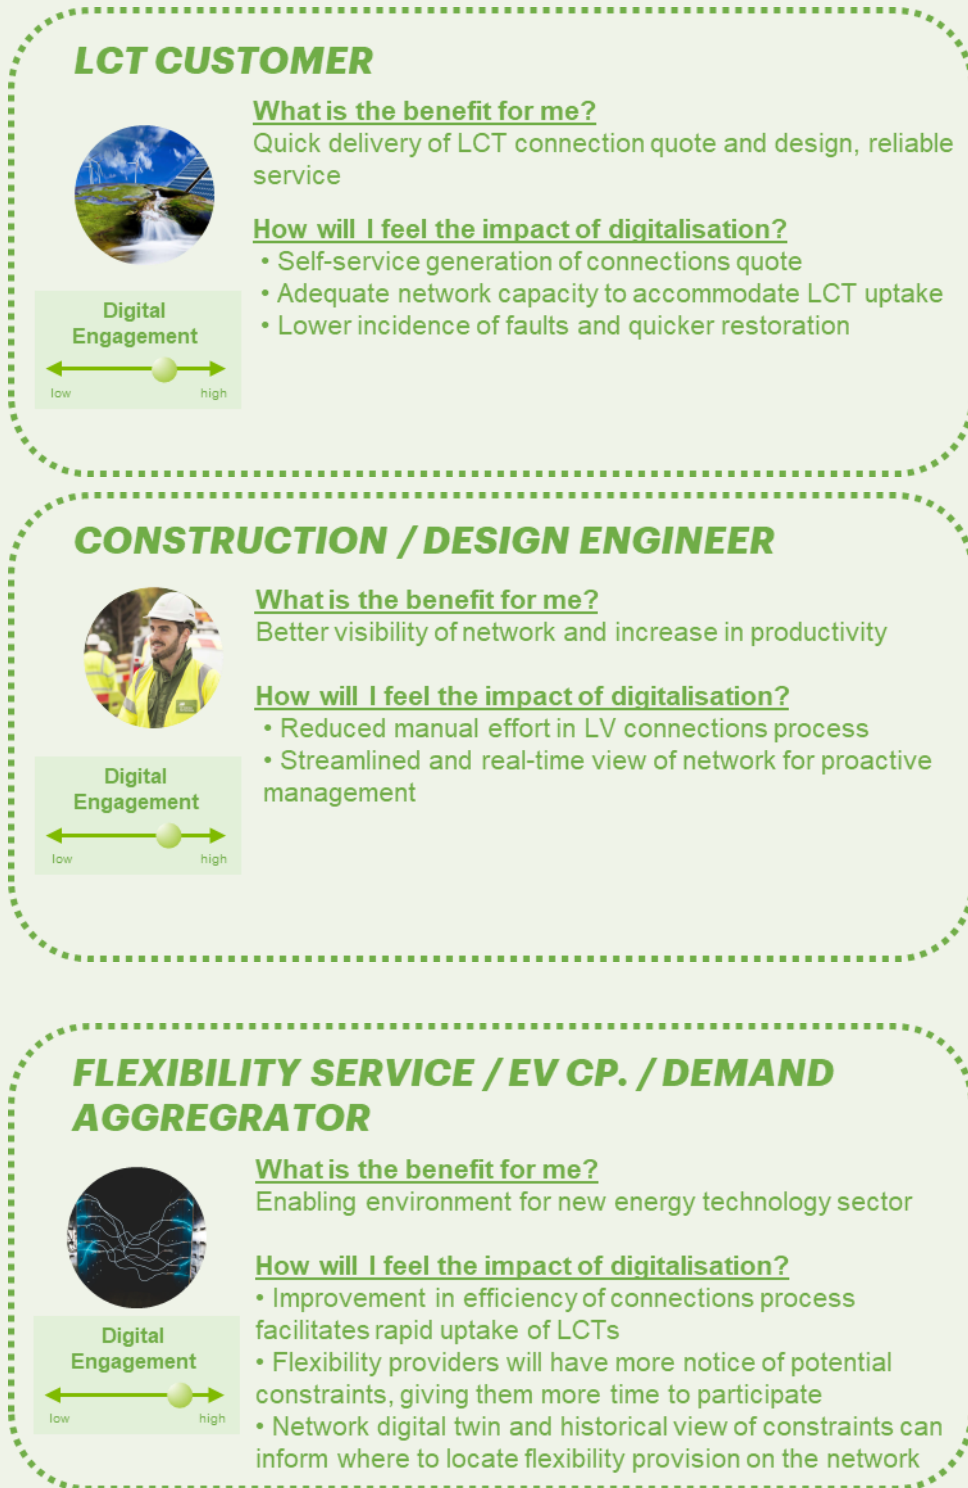 LCT CUSTOMER
What is the benefit for me?
Quick delivery of LCT connection quote and design, reliable
service
How will I feel the impact of digitalisation?
• Self-service generation of connections quote
• Adequate network capacity to accommodate LCT uptake
• Lower incidence of faults and quicker restoration
Digital
Engagement
low high
CONSTRUCTION / DESIGN ENGINEER
What is the benefit for me?
Better visibility of network and increase in productivity
How will I feel the impact of digitalisation?
• Reduced manual effort in LV connections process
• Streamlined and real-time view of network for proactive
management
Digital
Engagement
low high
FLEXIBILITY SERVICE / EV CP. / DEMAND
AGGREGRATOR
What is the benefit for me?
Enabling environment for new energy technology sector
How will I feel the impact of digitalisation?
• Improvement in efficiency of connections process
facilitates rapid uptake of LCTs
• Flexibility providers will have more notice of potential
constraints, giving them more time to participate
• Network digital twin and historical view of constraints can
inform where to locate flexibility provision on the network
Digital
Engagement
low high